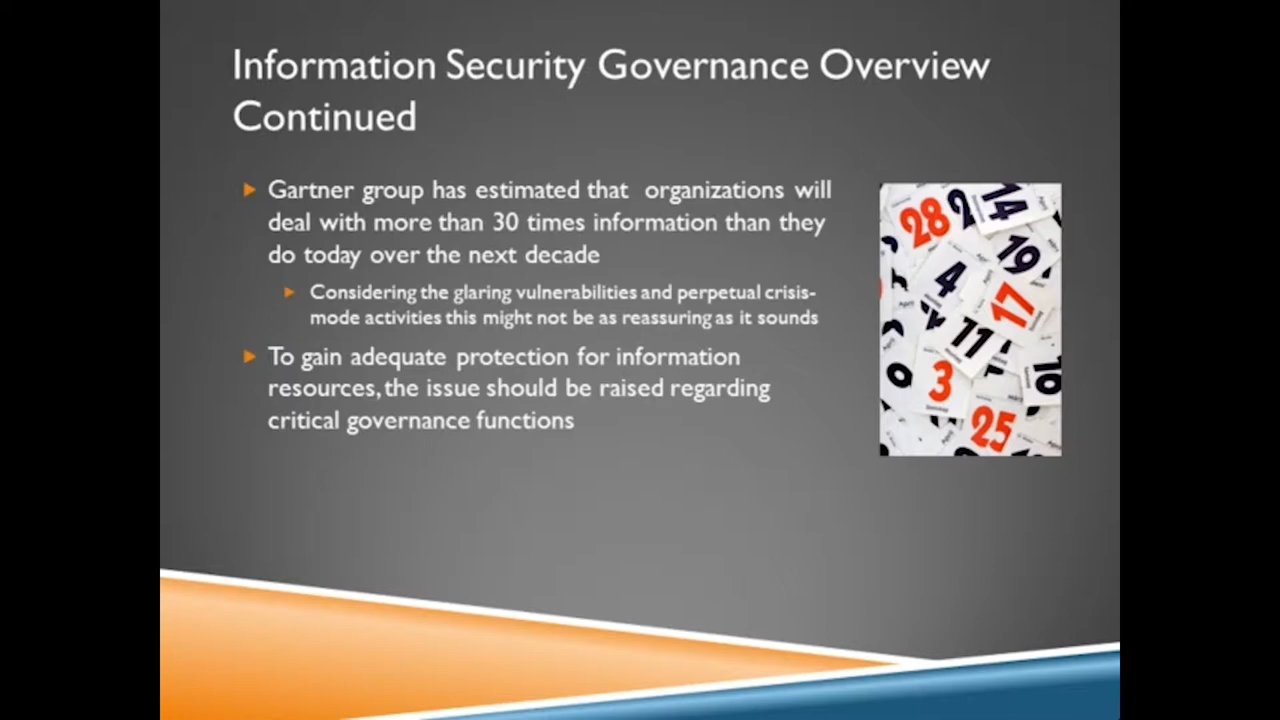 Information Security Governance Overview
Continued
Gartner group has estimated that organizations will
deal with more than 30 times information than they
do today over the next decade
Considering the glaring vulnerabilities and perpetual crisis-
mode activities this might not be as reassuring as it sounds
To gain adequate protection for information
resources, the issue should be raised regarding
critical governance functions
28
2
14
19
4
17
11
3
10
25